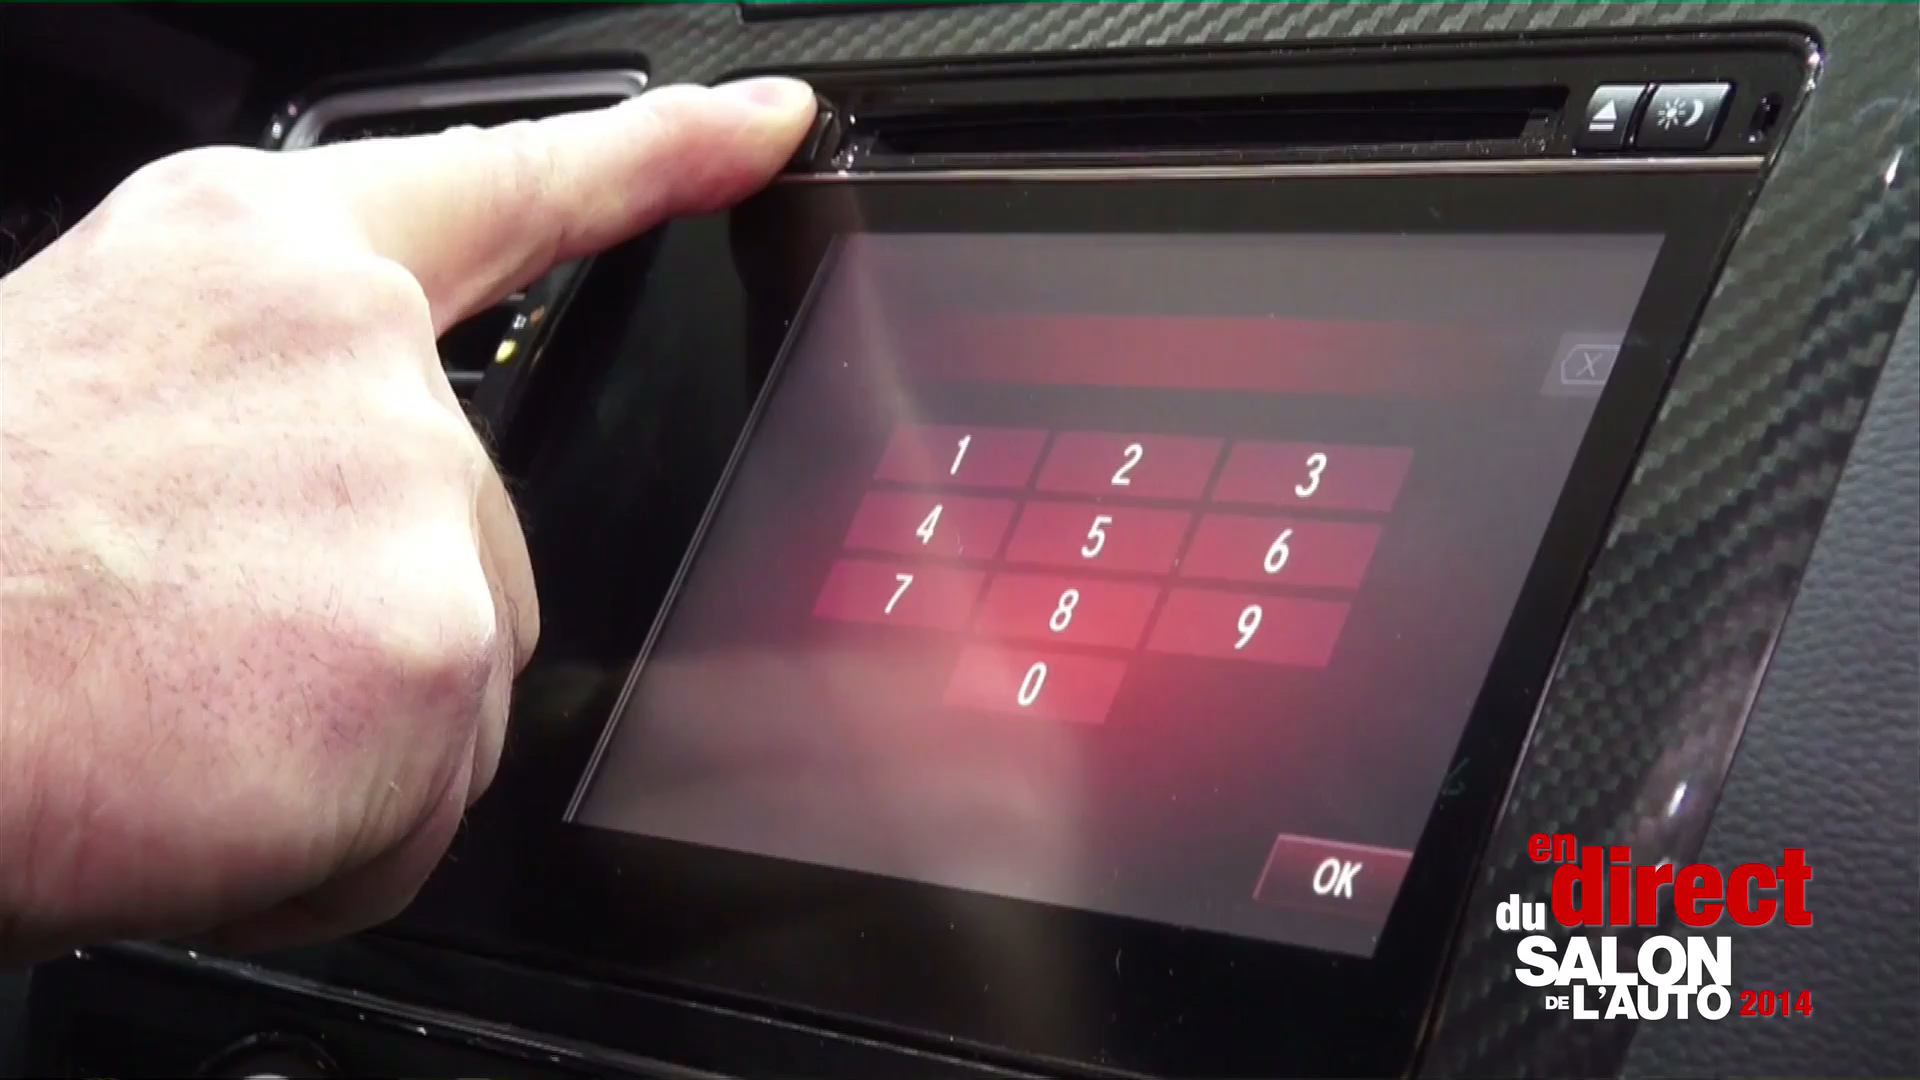 X
1 2 3
4 5 6
7 8 9
0
OK
en
direct
du
SALON
DE L'AUTO 2014